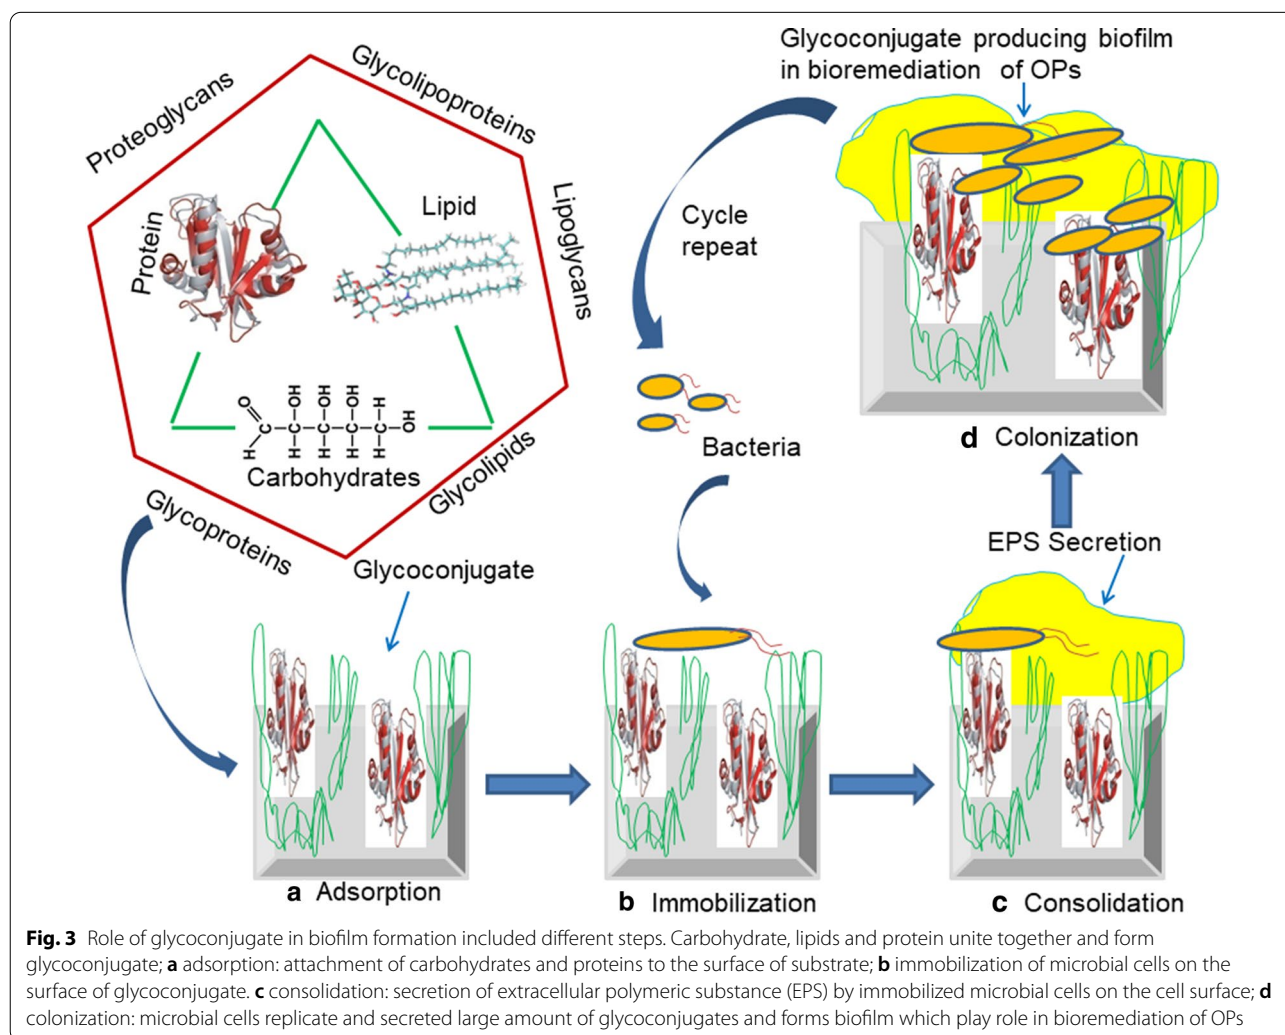 Glycoconjugate producing biofilm
in bioremediation of OPs
Proteoglycans
Glycolipoproteins
Lipoglycans
Glycolipids
Glycoproteins
Protein
Lipid
O
OH OH OH H
C–C–C–C–C–OH
H H H H H
Carbohydrates
Cycle
repeat
Bacteria
d Colonization
EPS Secretion
Glycoconjugate
a Adsorption
b Immobilization
c Consolidation
Fig. 3 Role of glycoconjugate in biofilm formation included different steps. Carbohydrate, lipids and protein unite together and form
glycoconjugate; a adsorption: attachment of carbohydrates and proteins to the surface of substrate; b immobilization of microbial cells on the
surface of glycoconjugate. c consolidation: secretion of extracellular polymeric substance (EPS) by immobilized microbial cells on the cell surface; d
colonization: microbial cells replicate and secreted large amount of glycoconjugates and forms biofilm which play role in bioremediation of OPs